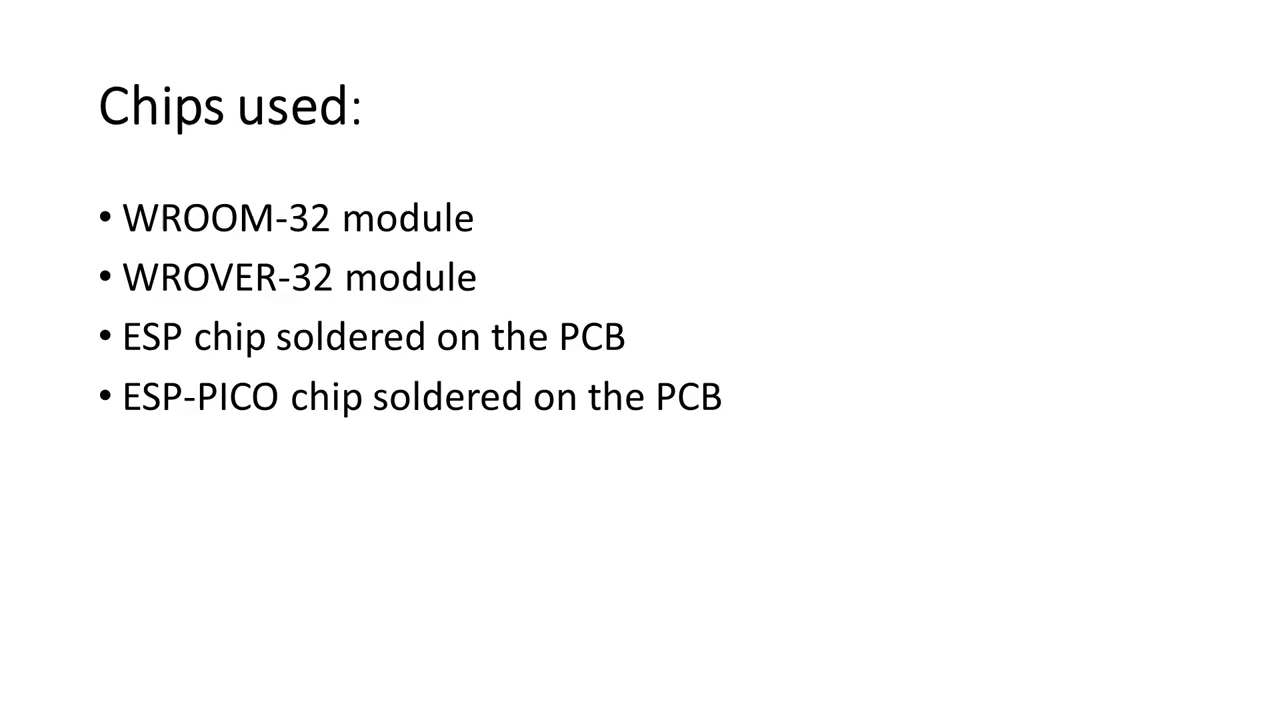 Chips used:
• WROOM-32 module
• WROVER-32 module
• ESP chip soldered on the PCB
• ESP-PICO chip soldered on the PCB